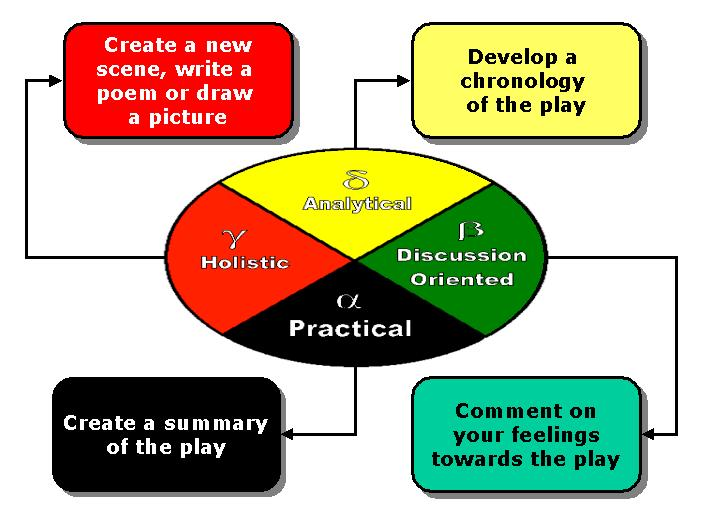 Create a new
scene, write a
poem or draw
a picture
Develop a
chronology
of the play
δ
Analytical
γ
Holistic
β
Discussion
Oriented
α
Practical
Create a summary
of the play
Comment on
your feelings
towards the play